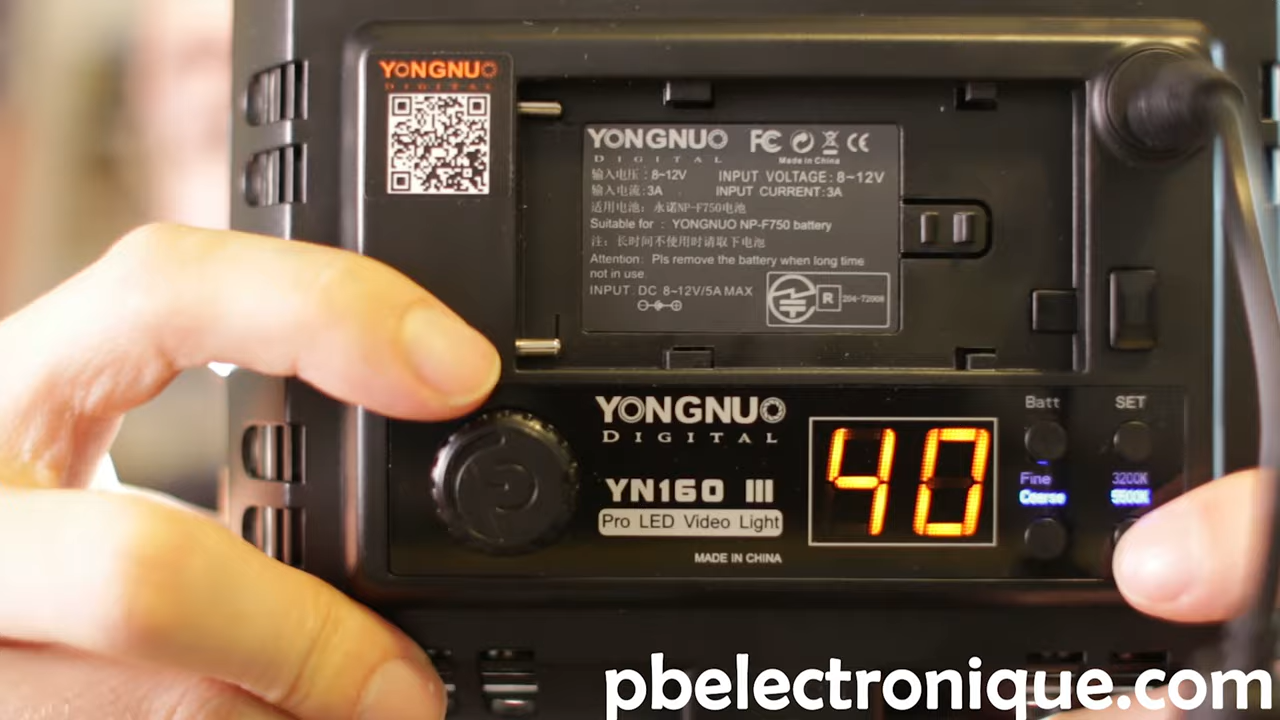 YONGNUO
DIGITAL
YONGNUO
DIGITAL
FC CE
Made in China
输入电压：8~12V INPUT VOLTAGE: 8~12V
输入电流：3A INPUT CURRENT: 3A
适用电池：永诺NP-F750电池
Suitable for : YONGNUO NP-F750 battery
注：长时间不使用时请取下电池
Attention: Pls remove the battery when long time
not in use.
INPUT: DC 8~12V/5A MAX
R 204-72008
YONGNUO
DIGITAL
YN160 III
Pro LED Video Light
MADE IN CHINA
40
Batt SET
Fine 3200K
Coarse 5500K
pbelectronique.com